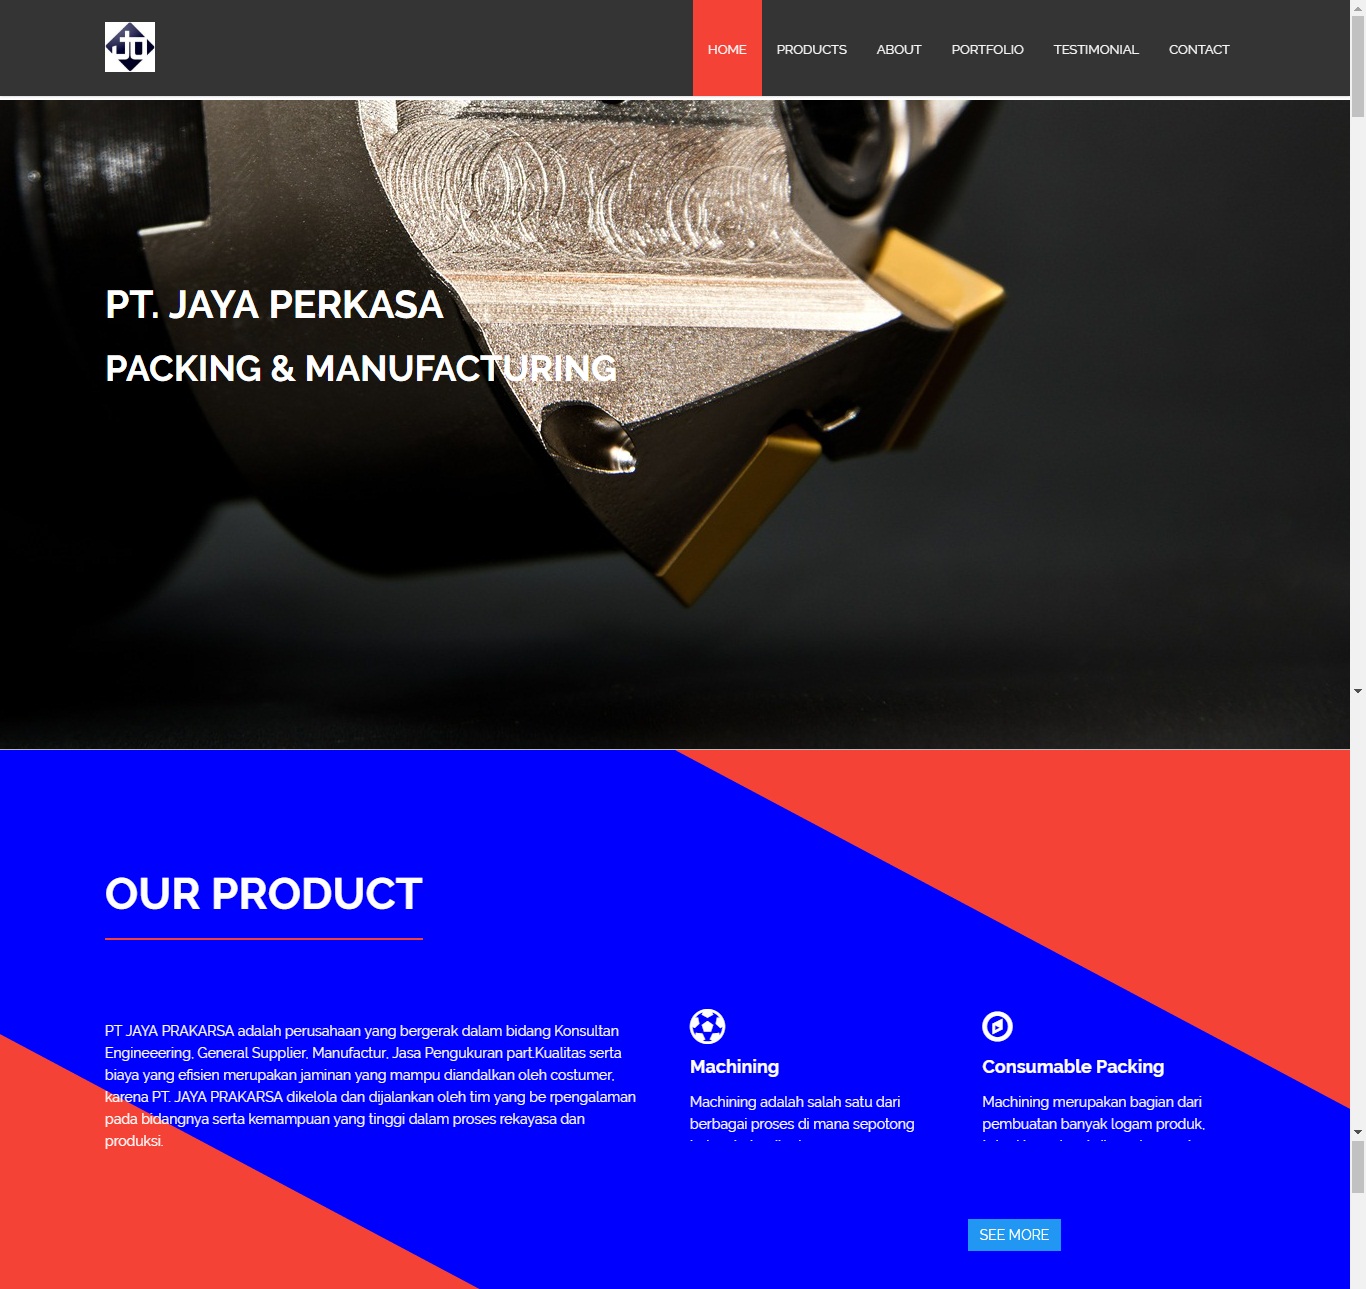 HOME PRODUCTS ABOUT PORTFOLIO TESTIMONIAL CONTACT
PT. JAYA PERKASA
PACKING & MANUFACTURING
OUR PRODUCT
PT JAYA PRAKARSA adalah perusahaan yang bergerak dalam bidang Konsultan
Engineeering, General Supplier, Manufactur, Jasa Pengukuran part.Kualitas serta
biaya yang efisien merupakan jaminan yang mampu diandalkan oleh costumer,
karena PT. JAYA PRAKARSA dikelola dan dijalankan oleh tim yang be rpengalaman
pada bidangnya serta kemampuan yang tinggi dalam proses rekayasa dan
produksi.
Machining
Machining adalah salah satu dari
berbagai proses di mana sepotong
Consumable Packing
Machining merupakan bagian dari
pembuatan banyak logam produk,
SEE MORE